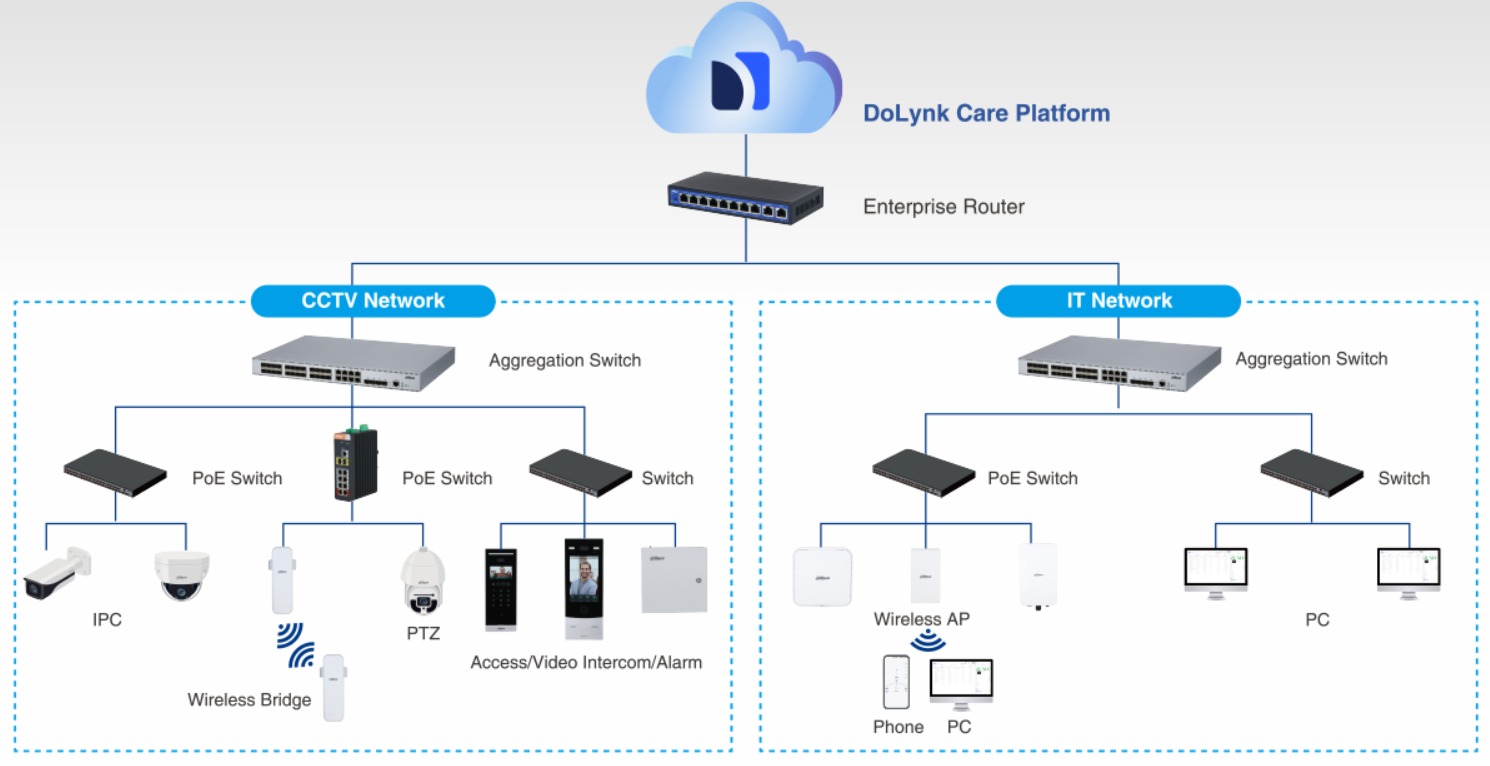 DoLynk Care Platform
Enterprise Router
CCTV Network
IT Network
Aggregation Switch
Aggregation Switch
PoE Switch
PoE Switch
Switch
PoE Switch
Switch
IPC
PTZ
Access/Video Intercom/Alarm
Wireless Bridge
Wireless AP
PC
Phone
PC